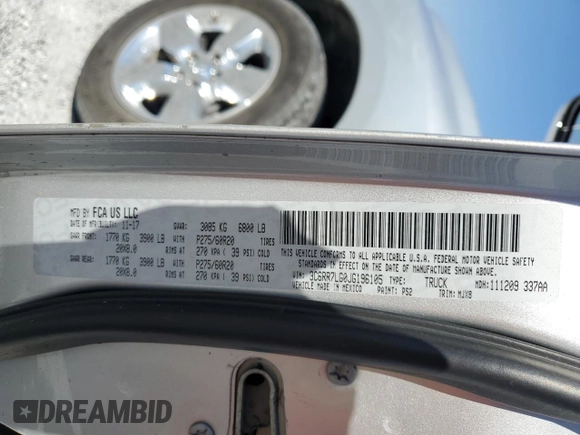 MFD BY FCA US LLC
DATE OF MFR(BUILT): 11-17 GVWR: 3085 KG 6800 LB
GAWR FRONT: 1770 KG 3900 LB WITH P275/60R20 TIRES
20X8.0 RIMS AT 270 KPA ( 39 PSI) COLD
GAWR REAR: 1770 KG 3900 LB WITH P275/60R20 TIRES
20X8.0 RIMS AT 270 KPA ( 39 PSI) COLD
THIS VEHICLE CONFORMS TO ALL APPLICABLE U.S.A. FEDERAL MOTOR VEHICLE SAFETY
STANDARDS IN EFFECT ON THE DATE OF MANUFACTURE SHOWN ABOVE.
VIN: 3C6RR7LG0JG196105 TRUCK
VEHICLE MADE IN MEXICO PAINT: PS2 TRIM: MJX8 MDH: 111209 337AA
DREAMBID